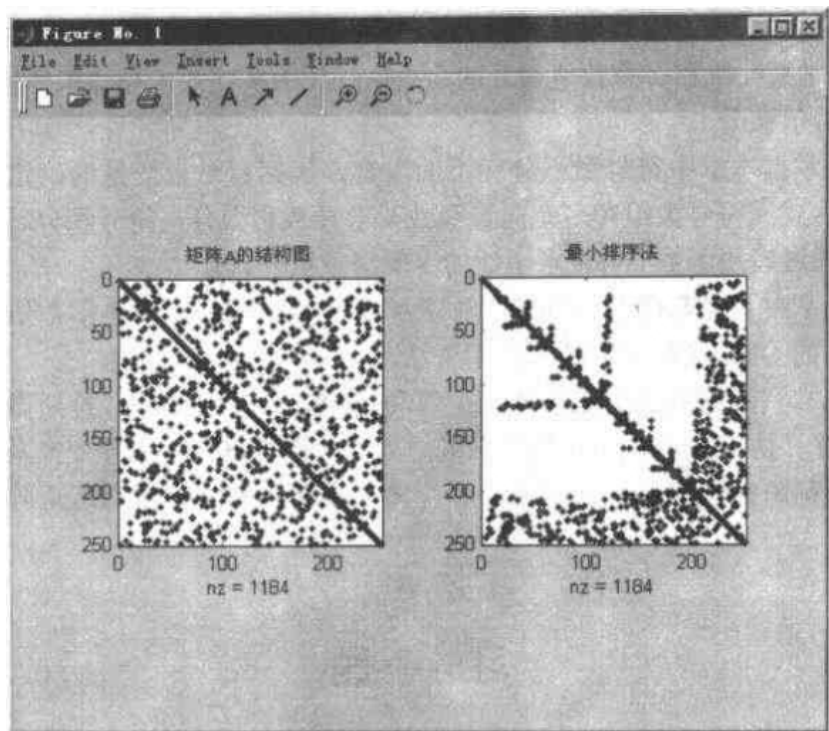 Figure No. 1
File Edit View Insert Tools Window Help
矩阵A的结构图
0
50
100
150
200
250
0 100 200
nz = 1184
最小排序法
0
50
100
150
200
250
0 100 200
nz = 1184